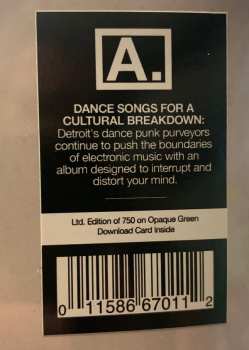 A.
DANCE SONGS FOR A
CULTURAL BREAKDOWN:
Detroit's dance punk purveyors
continue to push the boundaries
of electronic music with an
album designed to interrupt and
distort your mind.
Ltd. Edition of 750 on Opaque Green
Download Card Inside
0 11586 67011 2